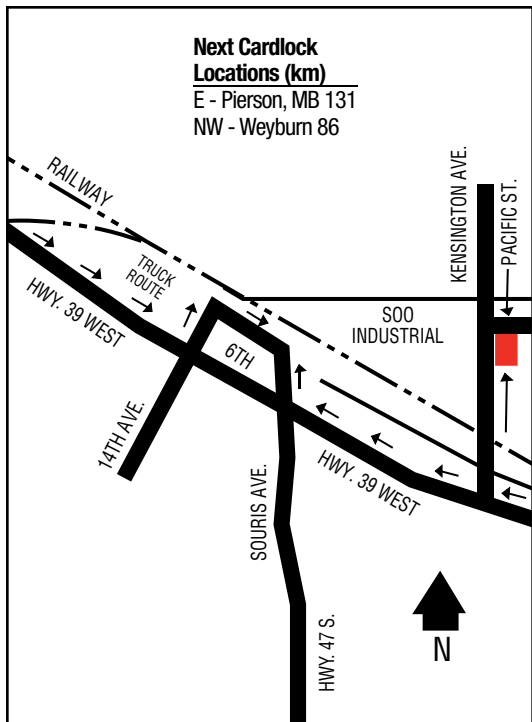 Next Cardlock
Locations (km)
E - Pierson, MB 131
NW - Weyburn 86
RAILWAY
KENSINGTON AVE.
PACIFIC ST.
TRUCK
ROUTE
HWY. 39 WEST
SOO
INDUSTRIAL
6TH
14TH AVE.
HWY. 39 WEST
SOURIS AVE.
HWY. 47 S.
N